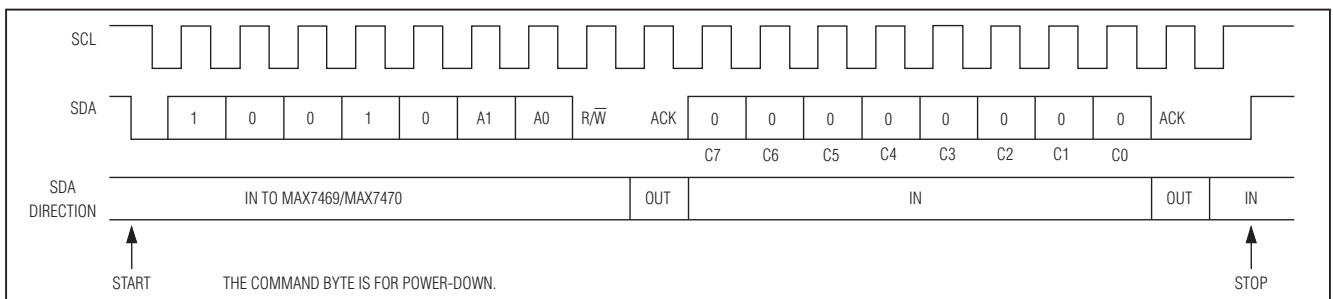 SCL
SDA 1 0 0 1 0 A1 A0 R/W̅ ACK 0 0 0 0 0 0 0 0 ACK
C7 C6 C5 C4 C3 C2 C1 C0
SDA
DIRECTION
IN TO MAX7469/MAX7470 OUT IN OUT IN
START THE COMMAND BYTE IS FOR POWER-DOWN. STOP